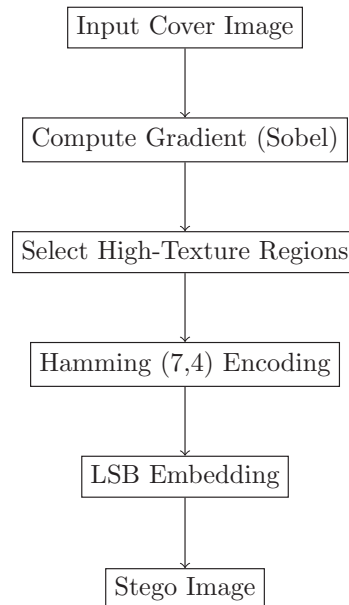 Input Cover Image
Compute Gradient (Sobel)
Select High-Texture Regions
Hamming (7,4) Encoding
LSB Embedding
Stego Image